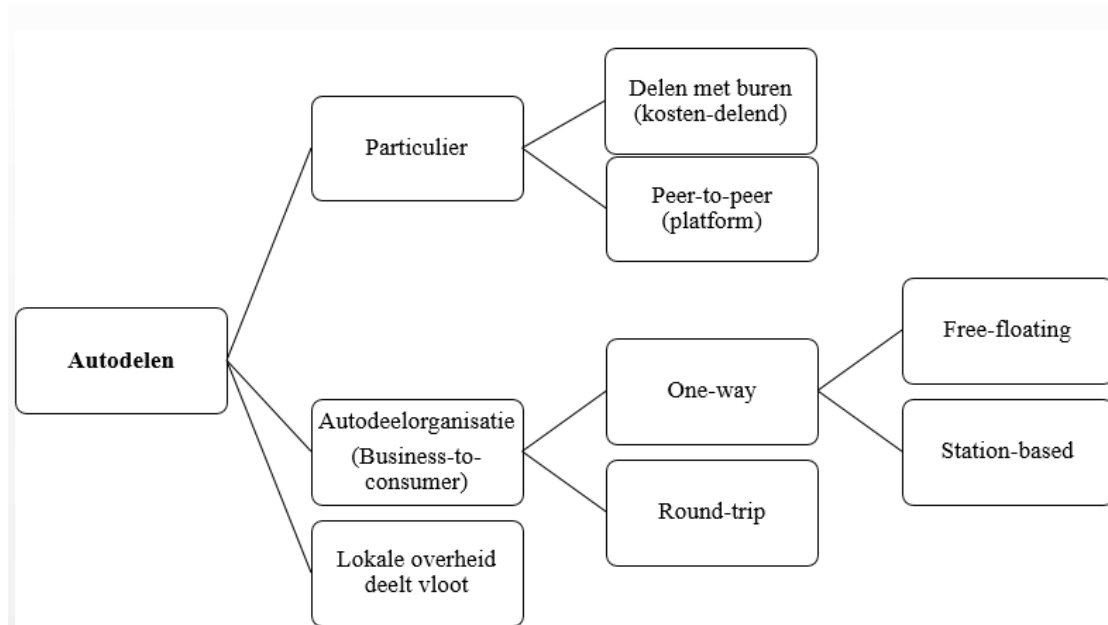 Autodelen
Particulier
Delen met buren
(kosten-delend)
Peer-to-peer
(platform)
Autodeelorganisatie
(Business-to-
consumer)
One-way
Free-floating
Station-based
Round-trip
Lokale overheid
deelt vloot